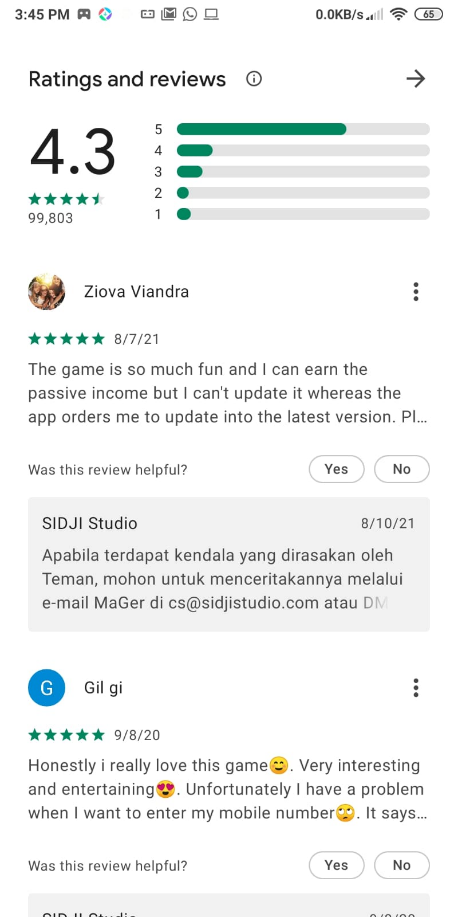 3:45 PM 0.0KB/s 65
Ratings and reviews
4.3
99,803
5
4
3
2
1
Ziova Viandra
8/7/21
The game is so much fun and I can earn the
passive income but I can't update it whereas the
app orders me to update into the latest version. Pl...
Was this review helpful? Yes No
SIDJI Studio 8/10/21
Apabila terdapat kendala yang dirasakan oleh
Teman, mohon untuk menceritakannya melalui
e-mail MaGer di cs@sidjistudio.com atau DM
G Gil gi
9/8/20
Honestly i really love this game😊. Very interesting
and entertaining😍. Unfortunately I have a problem
when I want to enter my mobile number🙄. It says...
Was this review helpful? Yes No
SIDJI Studio